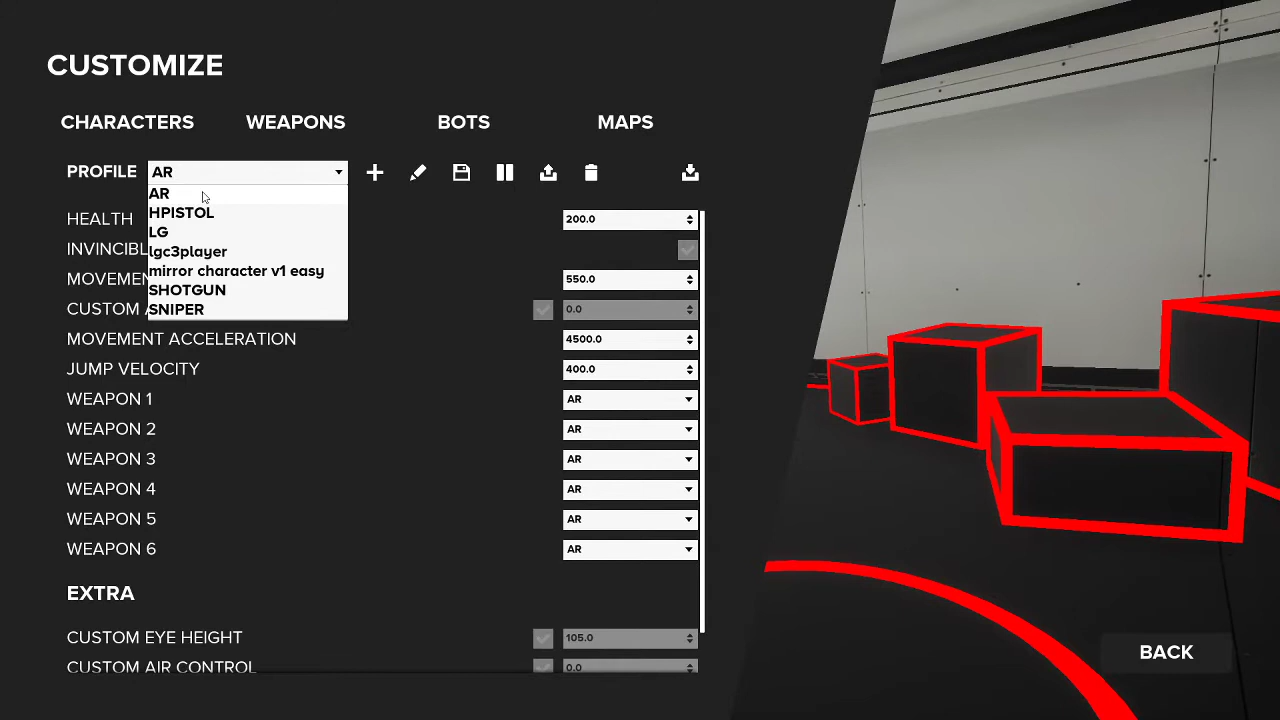 CUSTOMIZE
CHARACTERS WEAPONS BOTS MAPS
PROFILE AR
AR
HPISTOL
LG
lgc3player
mirror character v1 easy
SHOTGUN
SNIPER
HEALTH 200.0
INVINCIBL
MOVEMEN 550.0
CUSTOM 0.0
MOVEMENT ACCELERATION 4500.0
JUMP VELOCITY 400.0
WEAPON 1 AR
WEAPON 2 AR
WEAPON 3 AR
WEAPON 4 AR
WEAPON 5 AR
WEAPON 6 AR
EXTRA
CUSTOM EYE HEIGHT 105.0
CUSTOM AIR CONTROL 0.0
BACK